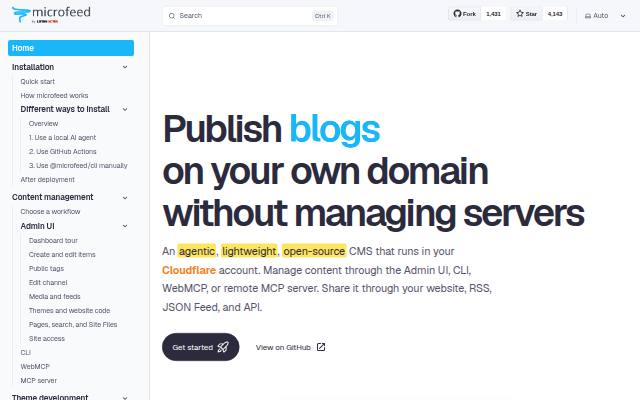 microfeed
by LISTEN NOTES
Search
Ctrl K
Fork 1,431
Star 4,143
Auto
Home
Installation
Quick start
How microfeed works
Different ways to install
Overview
1. Use a local AI agent
2. Use GitHub Actions
3. Use @microfeed/cli manually
After deployment
Content management
Choose a workflow
Admin UI
Dashboard tour
Create and edit items
Public tags
Edit channel
Media and feeds
Themes and website code
Pages, search, and Site Files
Site access
CLI
WebMCP
MCP server
Theme development
Publish blogs
on your own domain
without managing servers
An agentic, lightweight, open-source CMS that runs in your
Cloudflare account. Manage content through the Admin UI, CLI,
WebMCP, or remote MCP server. Share it through your website, RSS,
JSON Feed, and API.
Get started
View on GitHub